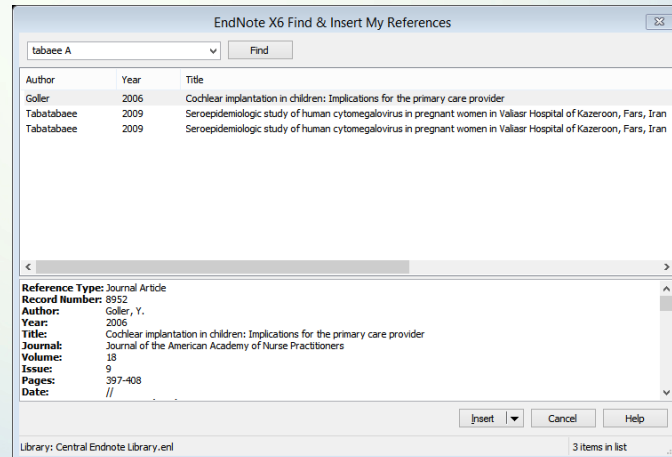 EndNote X6 Find & Insert My References
tabaee A Find
Author Year Title
Goller 2006 Cochlear implantation in children: Implications for the primary care provider
Tabatabaee 2009 Seroepidemiologic study of human cytomegalovirus in pregnant women in Valiasr Hospital of Kazeroon, Fars, Iran
Tabatabaee 2009 Seroepidemiologic study of human cytomegalovirus in pregnant women in Valiasr Hospital of Kazeroon, Fars, Iran
Reference Type: Journal Article
Record Number: 8952
Author: Goller, Y.
Year: 2006
Title: Cochlear implantation in children: Implications for the primary care provider
Journal: Journal of the American Academy of Nurse Practitioners
Volume: 18
Issue: 9
Pages: 397-408
Date: //
Insert Cancel Help
Library: Central Endnote Library.enl 3 items in list